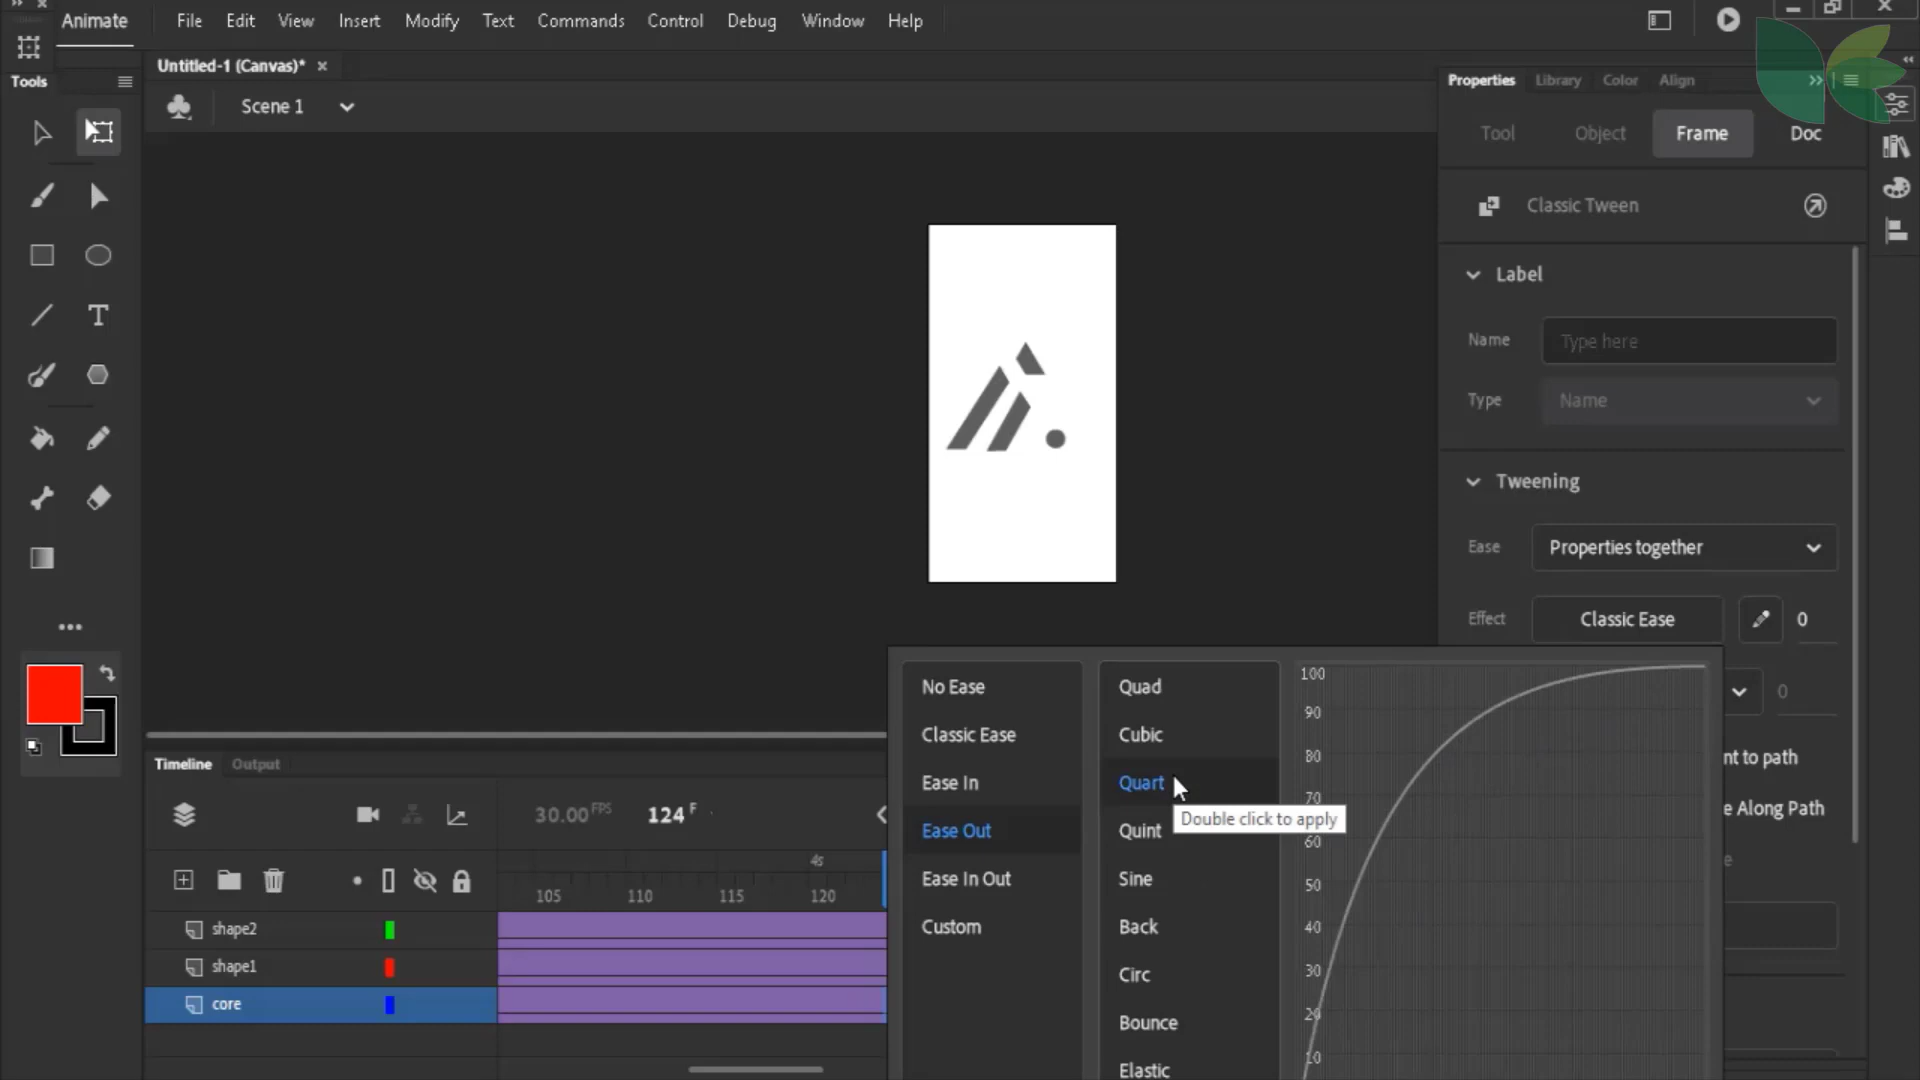 Animate File Edit View Insert Modify Text Commands Control Debug Window Help
Tools
Untitled-1 (Canvas)*
Scene 1
Properties Library Color Align
Tool Object Frame Doc
Classic Tween
Label
Name Type here
Type Name
Tweening
Ease Properties together
Effect Classic Ease 0
0
nt to path
e Along Path
e
No Ease
Classic Ease
Ease In
Ease Out
Ease In Out
Custom
Quad
Cubic
Quart
Quint
Sine
Back
Circ
Bounce
Elastic
Double click to apply
100
90
80
70
60
50
40
30
20
10
Timeline Output
30.00 FPS 124 F
4s
105 110 115 120
shape2
shape1
core